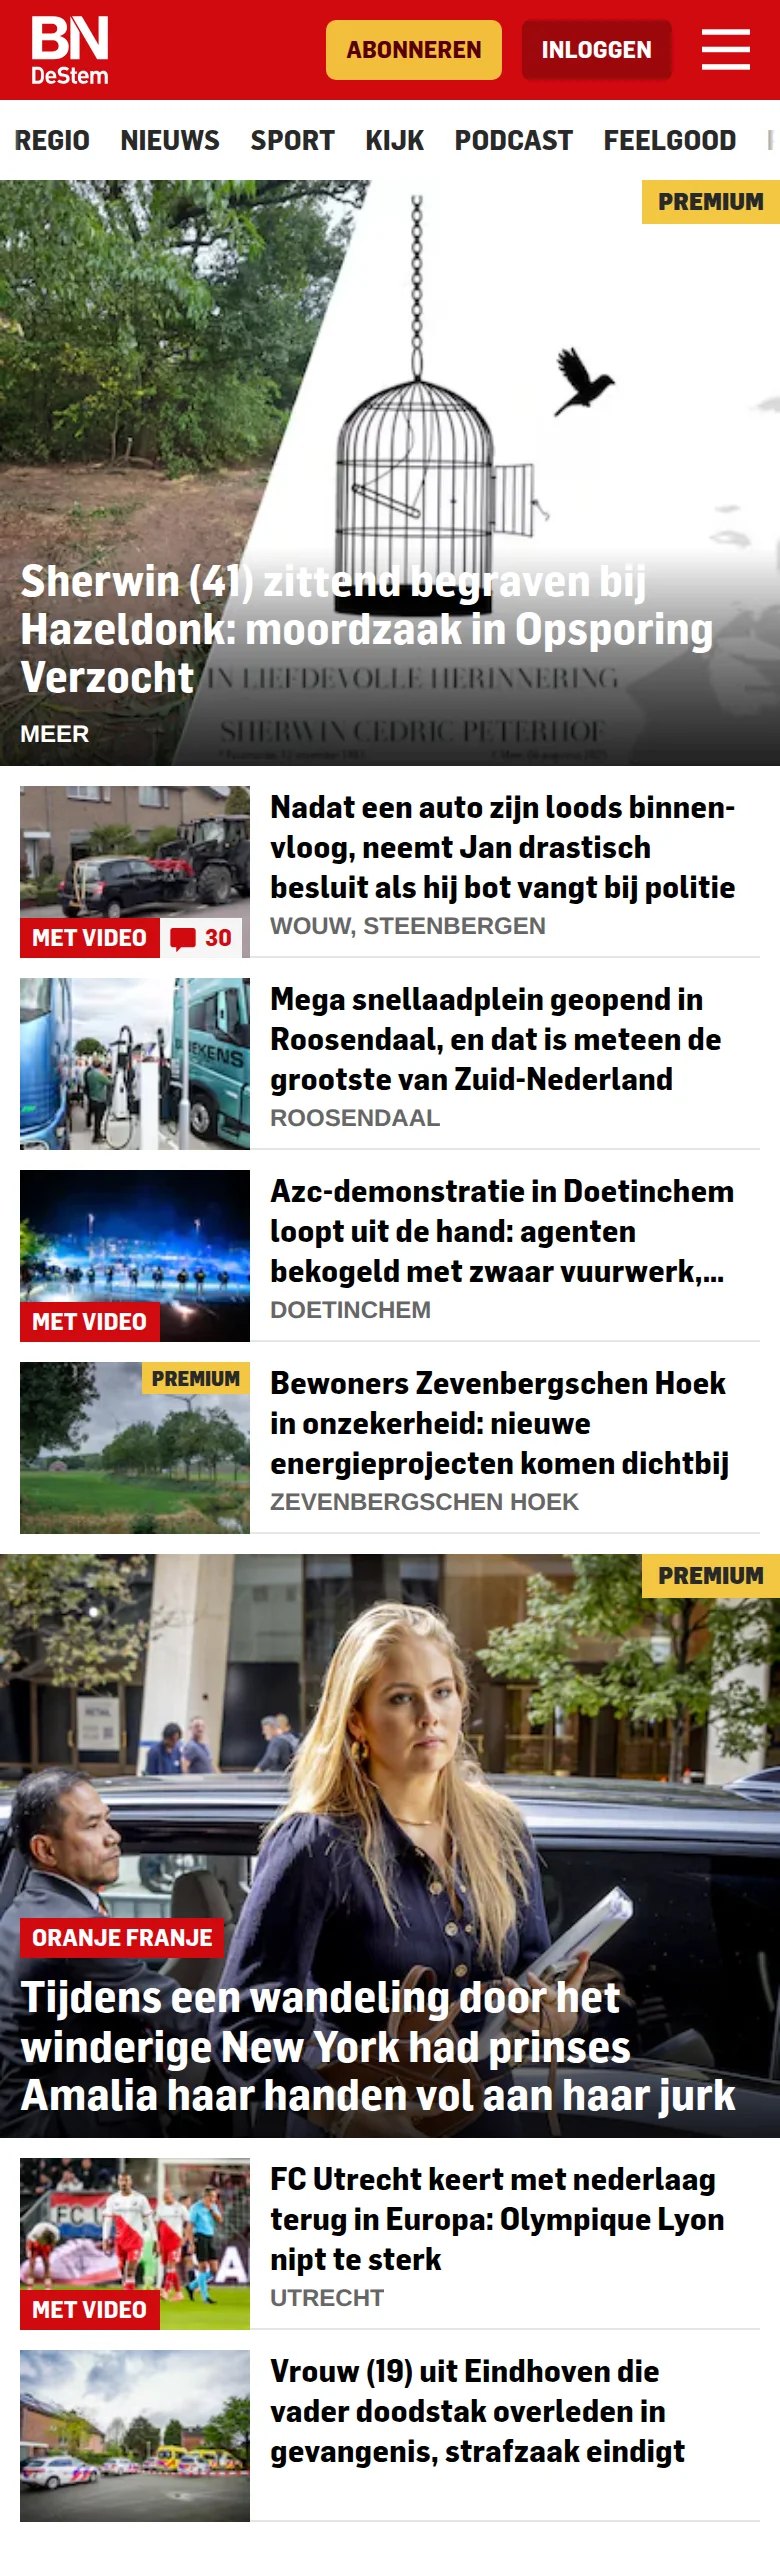 BN
DeStem
ABONNEREN
INLOGGEN
REGIO NIEUWS SPORT KIJK PODCAST FEELGOOD
PREMIUM
Sherwin (41) zittend begraven bij
Hazeldonk: moordzaak in Opsporing
Verzocht
IN LIEFDEVOLLE HERINNERING
SHERWIN CEDRIC PETERHOF
MEER
Nadat een auto zijn loods binnen-
vloog, neemt Jan drastisch
besluit als hij bot vangt bij politie
WOUW, STEENBERGEN
MET VIDEO 30
Mega snellaadplein geopend in
Roosendaal, en dat is meteen de
grootste van Zuid-Nederland
ROOSENDAAL
Azc-demonstratie in Doetinchem
loopt uit de hand: agenten
bekogeld met zwaar vuurwerk,...
DOETINCHEM
MET VIDEO
PREMIUM
Bewoners Zevenbergschen Hoek
in onzekerheid: nieuwe
energieprojecten komen dichtbij
ZEVENBERGSCHEN HOEK
PREMIUM
RETAIL
ORANJE FRANJE
Tijdens een wandeling door het
winderige New York had prinses
Amalia haar handen vol aan haar jurk
FC U
FC Utrecht keert met nederlaag
terug in Europa: Olympique Lyon
nipt te sterk
UTRECHT
MET VIDEO
Vrouw (19) uit Eindhoven die
vader doodstak overleden in
gevangenis, strafzaak eindigt